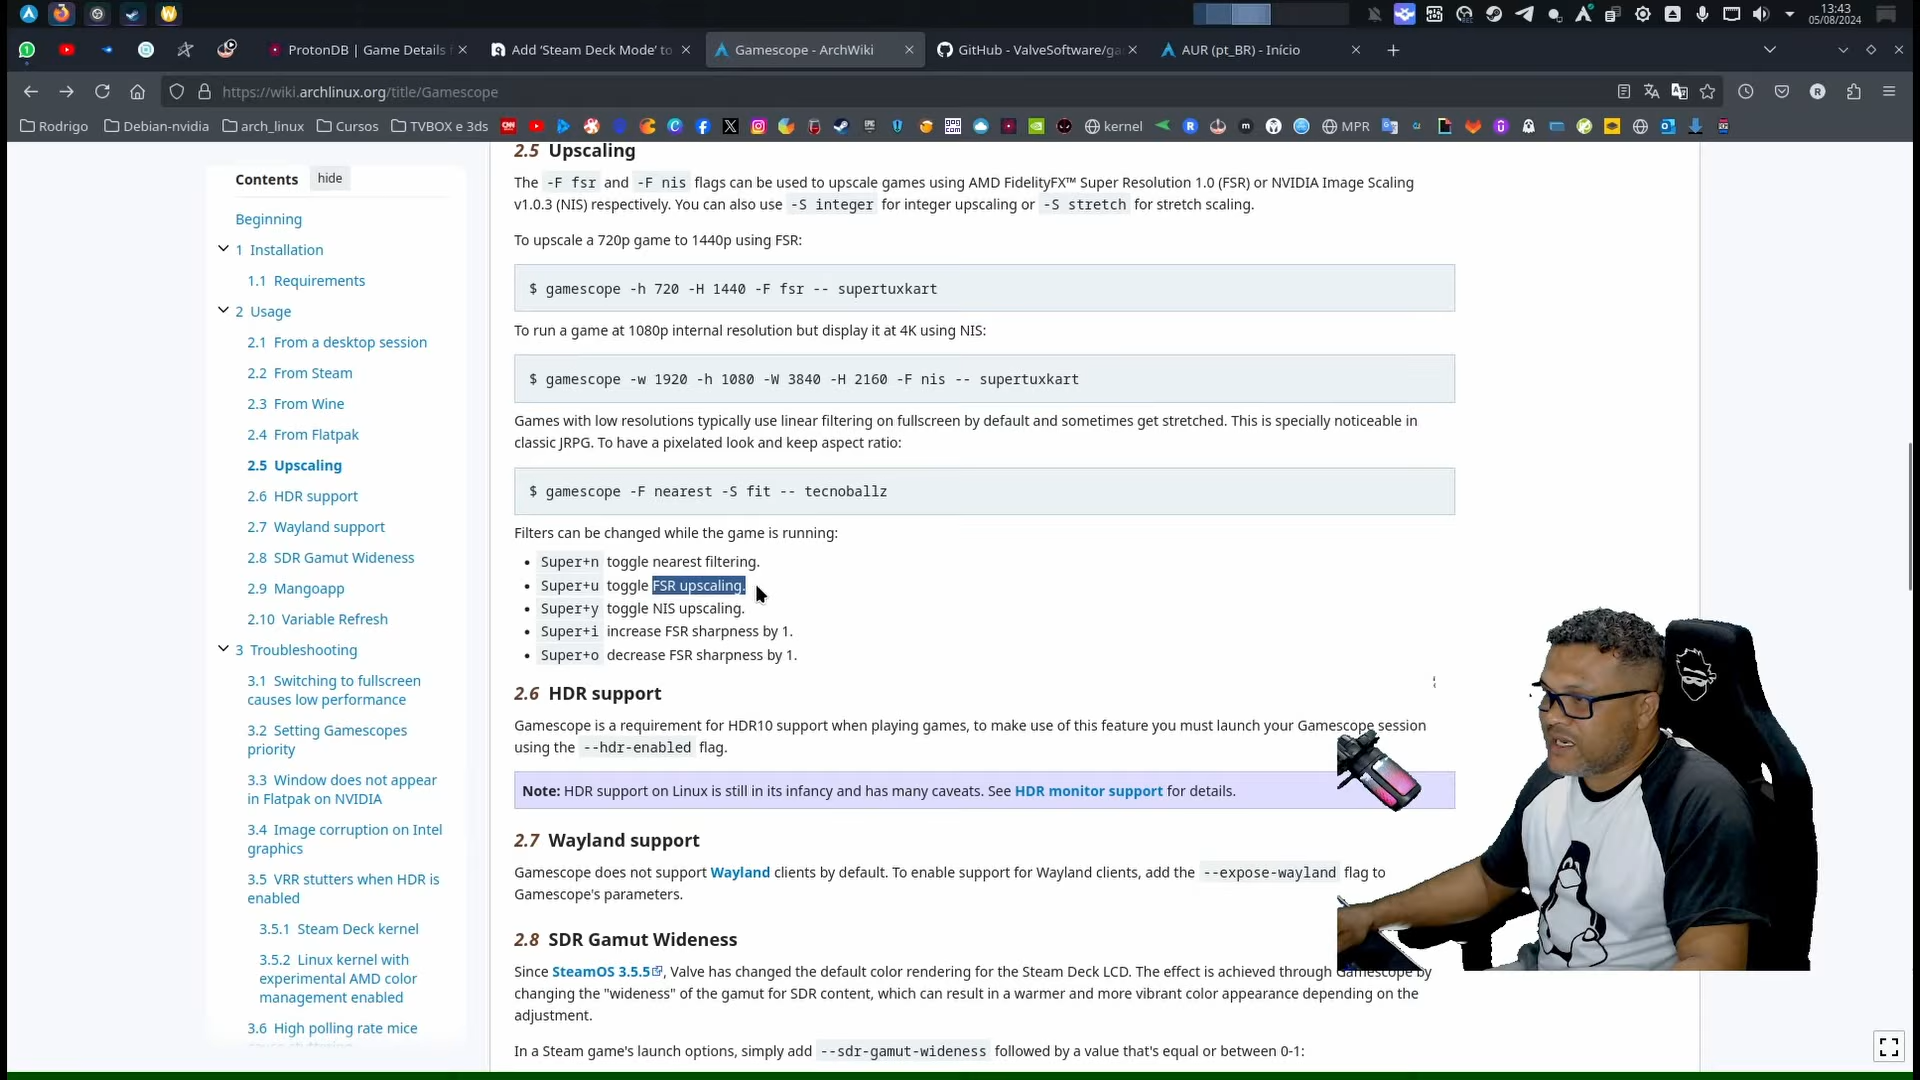 13:43
05/08/2024
ProtonDB | Game Details f
Add ‘Steam Deck Mode’ to
Gamescope - ArchWiki
GitHub - ValveSoftware/ga
AUR (pt_BR) - Início
https://wiki.archlinux.org/title/Gamescope
Rodrigo
Debian-nvidia
arch_linux
Cursos
TVBOX e 3ds
kernel
MPR
Contents
hide
Beginning
1 Installation
1.1 Requirements
2 Usage
2.1 From a desktop session
2.2 From Steam
2.3 From Wine
2.4 From Flatpak
2.5 Upscaling
2.6 HDR support
2.7 Wayland support
2.8 SDR Gamut Wideness
2.9 Mangoapp
2.10 Variable Refresh
3 Troubleshooting
3.1 Switching to fullscreen
causes low performance
3.2 Setting Gamescopes
priority
3.3 Window does not appear
in Flatpak on NVIDIA
3.4 Image corruption on Intel
graphics
3.5 VRR stutters when HDR is
enabled
3.5.1 Steam Deck kernel
3.5.2 Linux kernel with
experimental AMD color
management enabled
3.6 High polling rate mice
2.5 Upscaling
The -F fsr and -F nis flags can be used to upscale games using AMD FidelityFX™ Super Resolution 1.0 (FSR) or NVIDIA Image Scaling
v1.0.3 (NIS) respectively. You can also use -S integer for integer upscaling or -S stretch for stretch scaling.
To upscale a 720p game to 1440p using FSR:
$ gamescope -h 720 -H 1440 -F fsr -- supertuxkart
To run a game at 1080p internal resolution but display it at 4K using NIS:
$ gamescope -w 1920 -h 1080 -W 3840 -H 2160 -F nis -- supertuxkart
Games with low resolutions typically use linear filtering on fullscreen by default and sometimes get stretched. This is specially noticeable in
classic JRPG. To have a pixelated look and keep aspect ratio:
$ gamescope -F nearest -S fit -- tecnoballz
Filters can be changed while the game is running:
• Super+n toggle nearest filtering.
• Super+u toggle FSR upscaling.
• Super+y toggle NIS upscaling.
• Super+i increase FSR sharpness by 1.
• Super+o decrease FSR sharpness by 1.
2.6 HDR support
Gamescope is a requirement for HDR10 support when playing games, to make use of this feature you must launch your Gamescope session
using the --hdr-enabled flag.
Note: HDR support on Linux is still in its infancy and has many caveats. See HDR monitor support for details.
2.7 Wayland support
Gamescope does not support Wayland clients by default. To enable support for Wayland clients, add the --expose-wayland flag to
Gamescope's parameters.
2.8 SDR Gamut Wideness
Since SteamOS 3.5.5, Valve has changed the default color rendering for the Steam Deck LCD. The effect is achieved through Gamescope by
changing the "wideness" of the gamut for SDR content, which can result in a warmer and more vibrant color appearance depending on the
adjustment.
In a Steam game's launch options, simply add --sdr-gamut-wideness followed by a value that's equal or between 0-1: